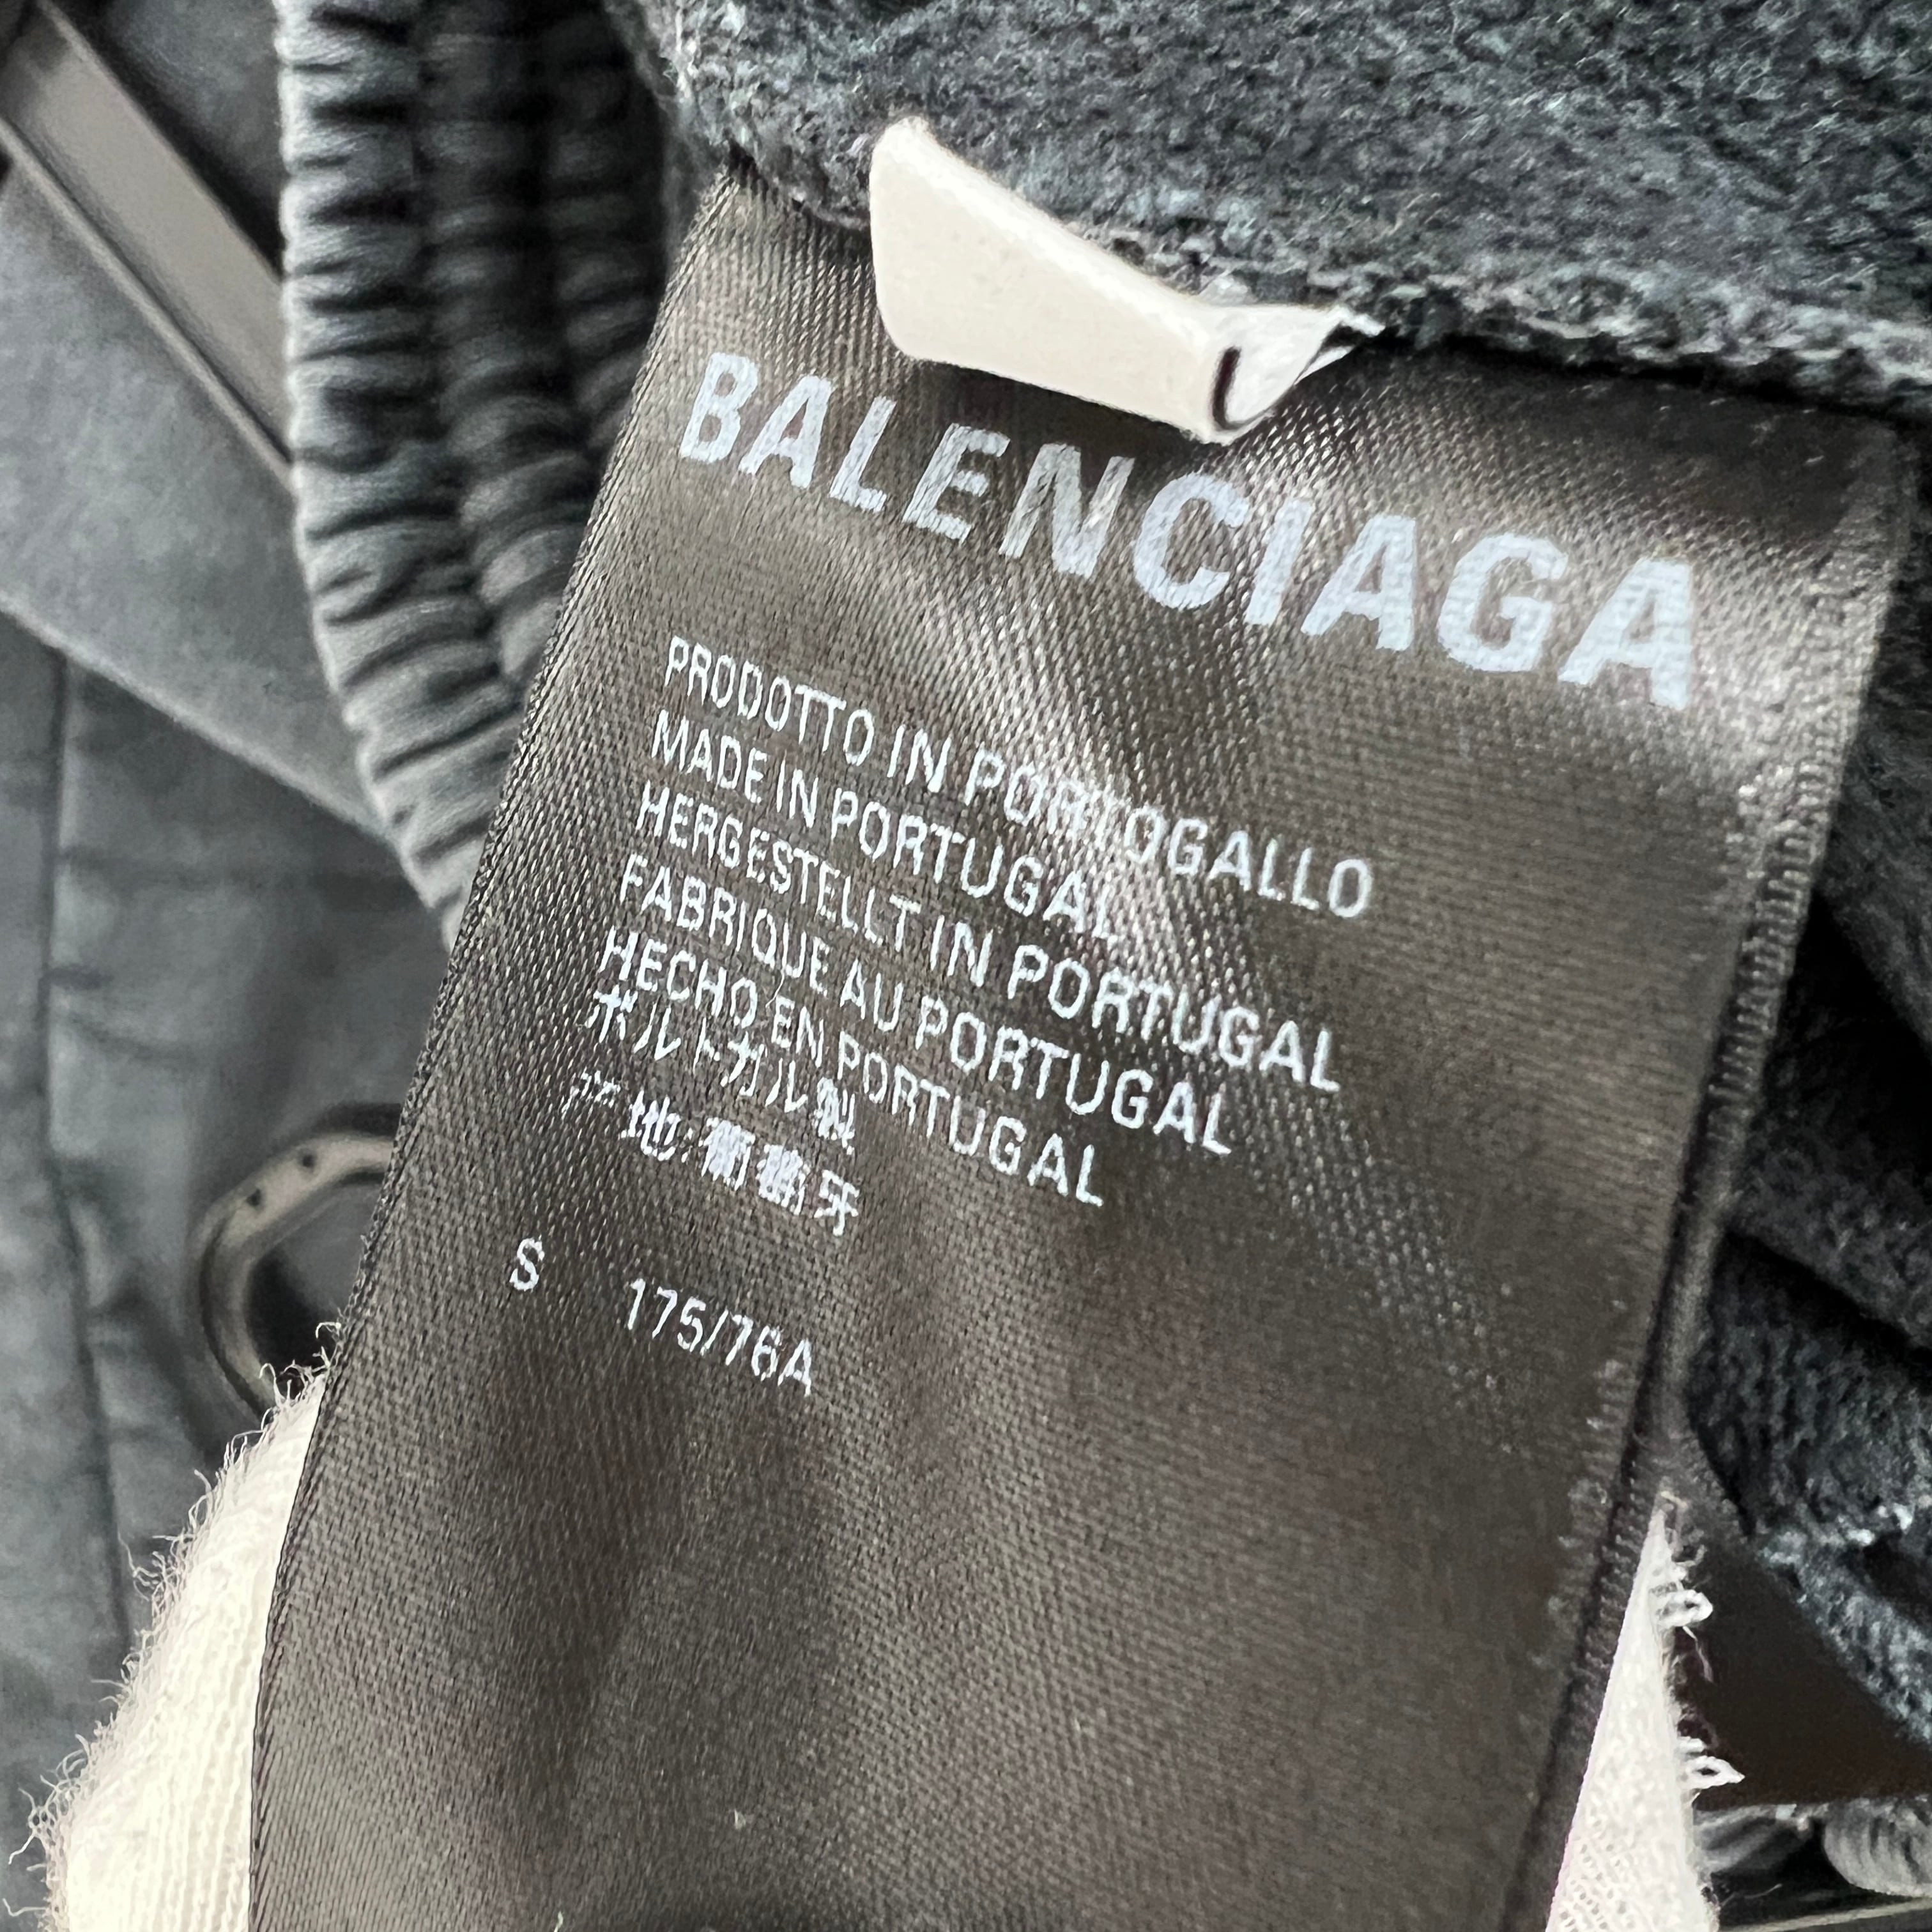 BALENCIAGA
PRODOTTO IN PORTOGALLO
MADE IN PORTUGAL
HERGESTELLT IN PORTUGAL
FABRIQUE AU PORTUGAL
HECHO EN PORTUGAL
ポルトガル製
产地:葡萄牙
S 175/76A